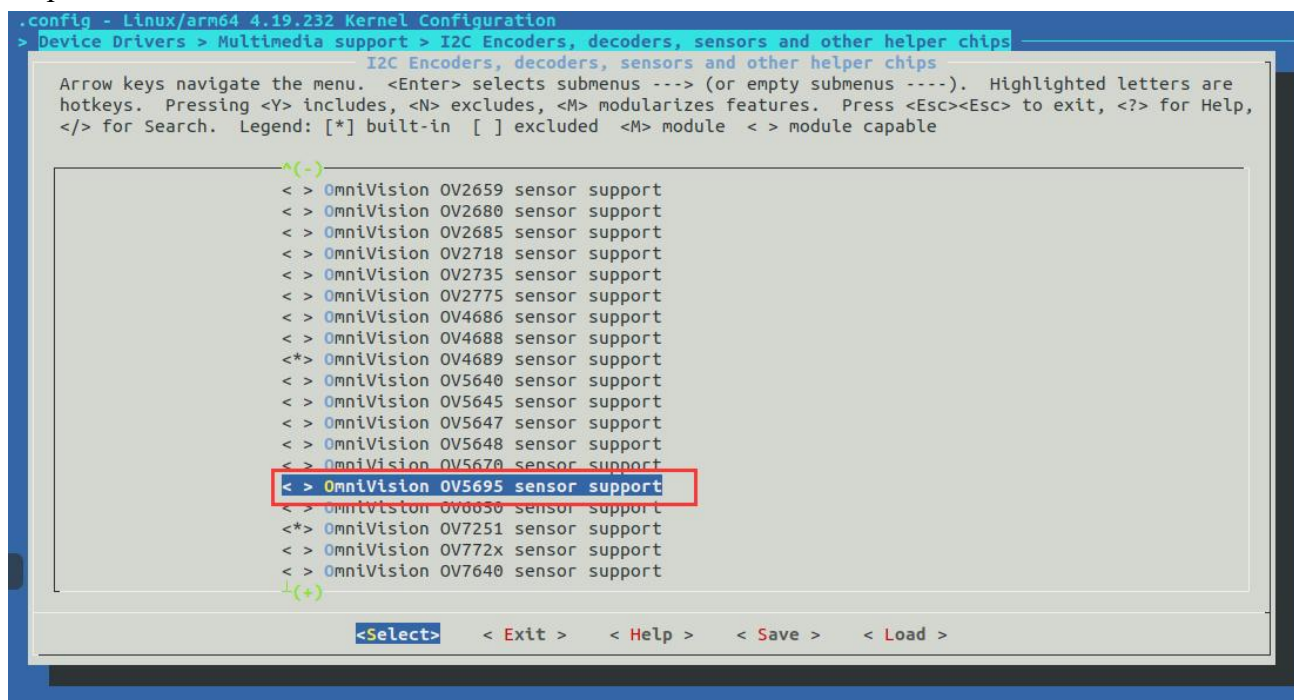 .config - Linux/arm64 4.19.232 Kernel Configuration
> Device Drivers > Multimedia support > I2C Encoders, decoders, sensors and other helper chips
I2C Encoders, decoders, sensors and other helper chips
Arrow keys navigate the menu. <Enter> selects submenus ---> (or empty submenus ----). Highlighted letters are
hotkeys. Pressing <Y> includes, <N> excludes, <M> modularizes features. Press <Esc><Esc> to exit, <?> for Help,
</> for Search. Legend: [*] built-in [ ] excluded <M> module < > module capable
^(-)
< > OmniVision OV2659 sensor support
< > OmniVision OV2680 sensor support
< > OmniVision OV2685 sensor support
< > OmniVision OV2718 sensor support
< > OmniVision OV2735 sensor support
< > OmniVision OV2775 sensor support
< > OmniVision OV4686 sensor support
< > OmniVision OV4688 sensor support
<*> OmniVision OV4689 sensor support
< > OmniVision OV5640 sensor support
< > OmniVision OV5645 sensor support
< > OmniVision OV5647 sensor support
< > OmniVision OV5648 sensor support
< > OmniVision OV5670 sensor support
< > OmniVision OV5695 sensor support
< > OmniVision OV6650 sensor support
<*> OmniVision OV7251 sensor support
< > OmniVision OV772x sensor support
< > OmniVision OV7640 sensor support
┴(+)
<Select> < Exit > < Help > < Save > < Load >